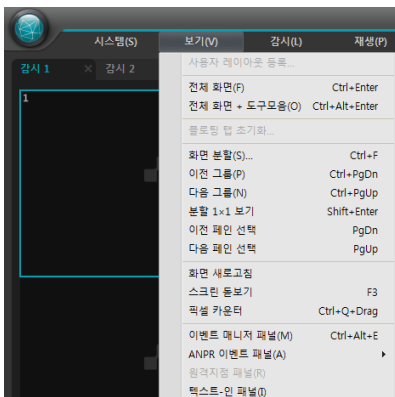 시스템(S) 보기(V) 감시(L) 재생(P)
감시 1 × 감시 2
1
사용자 레이아웃 등록...
전체 화면(F) Ctrl+Enter
전체 화면 + 도구모음(O) Ctrl+Alt+Enter
플로팅 탭 초기화...
화면 분할(S)... Ctrl+F
이전 그룹(P) Ctrl+PgDn
다음 그룹(N) Ctrl+PgUp
분할 1×1 보기 Shift+Enter
이전 페인 선택 PgDn
다음 페인 선택 PgUp
화면 새로고침
스크린 돋보기 F3
픽셀 카운터 Ctrl+Q+Drag
이벤트 매니저 패널(M) Ctrl+Alt+E
ANPR 이벤트 패널(A)
원격지점 패널(R)
텍스트-인 패널(I)